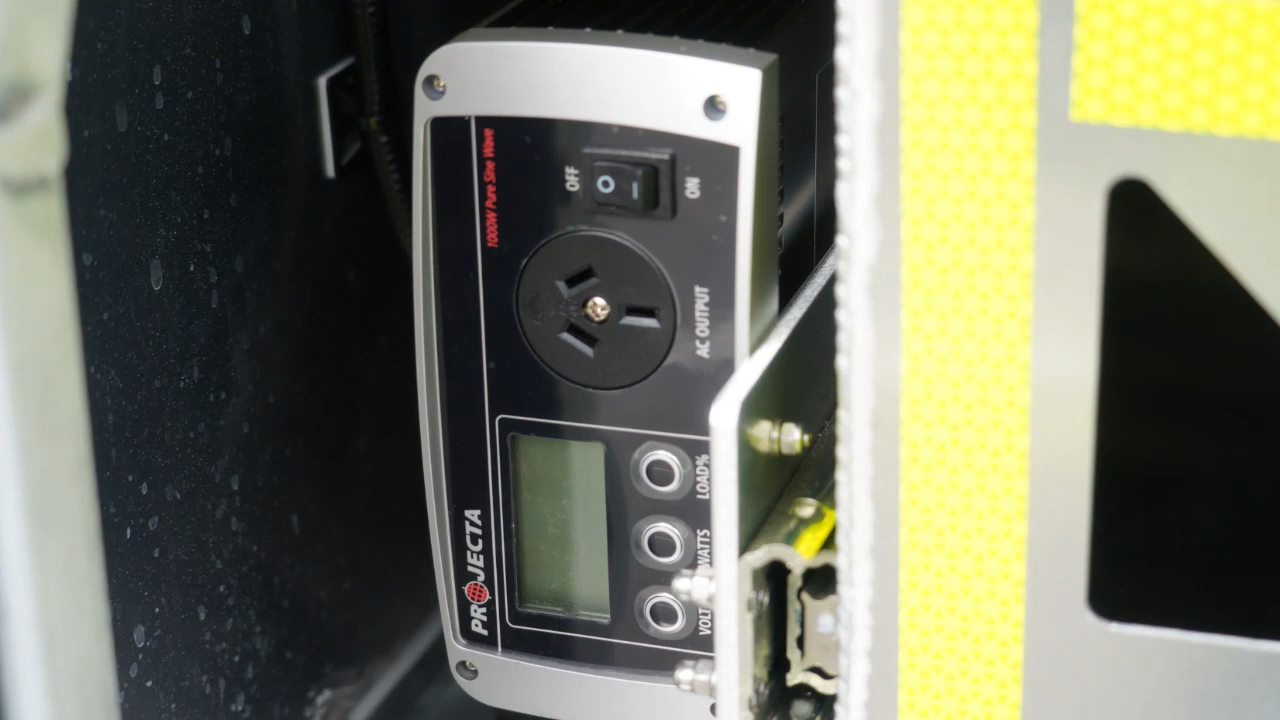 PROJECTA
1000W Pure Sine Wave
OFF
ON
AC OUTPUT
VOLT
WATTS
LOAD%